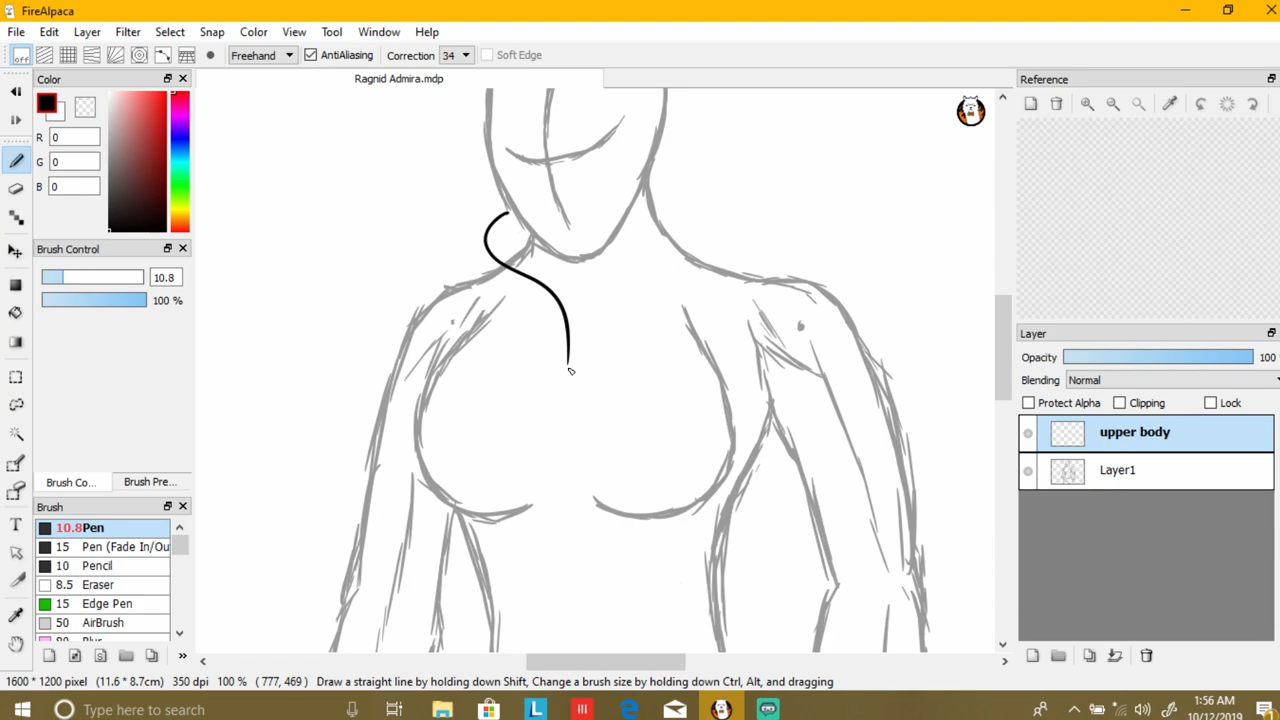 FireAlpaca
File Edit Layer Filter Select Snap Color View Tool Window Help
off Freehand AntiAliasing Correction 34 Soft Edge
Color
R 0
G 0
B 0
Brush Control
10.8
100 %
Brush Co... Brush Pre...
Brush
10.8 Pen
15 Pen (Fade In/Ou
10 Pencil
8.5 Eraser
15 Edge Pen
50 AirBrush
80 Blur
Ragnid Admira.mdp
Reference
Layer
Opacity 100
Blending Normal
Protect Alpha Clipping Lock
upper body
Layer1
1600 * 1200 pixel (11.6 * 8.7cm) 350 dpi 100 % ( 777, 469 ) Draw a straight line by holding down Shift, Change a brush size by holding down Ctrl, Alt, and dragging
Type here to search
L
1:56 AM
10/12/2019